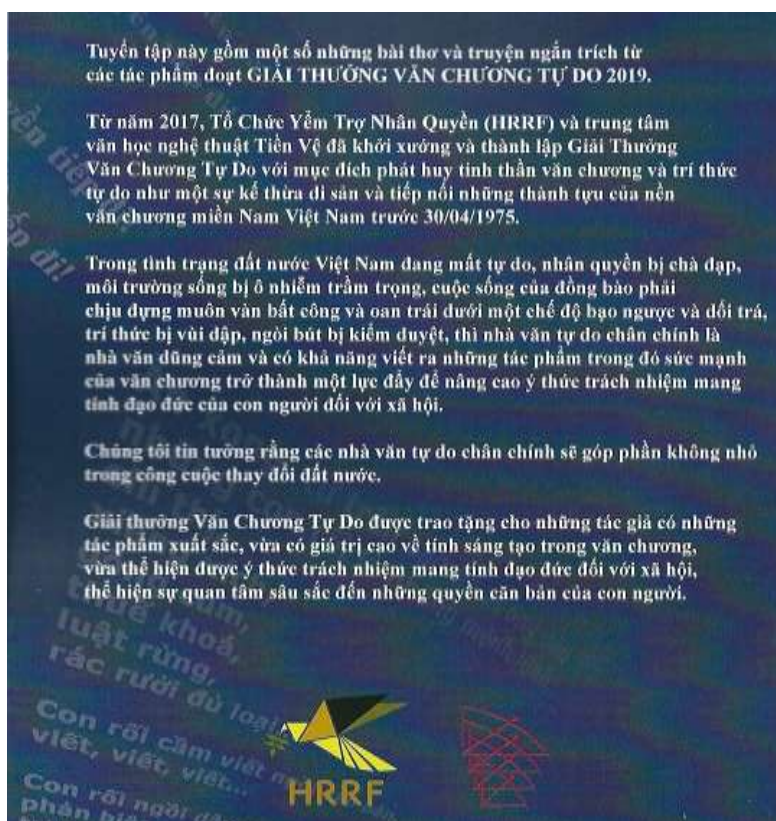 Tuyển tập này gồm một số những bài thơ và truyện ngắn trích từ
các tác phẩm đoạt GIẢI THƯỞNG VĂN CHƯƠNG TỰ DO 2019.
Từ năm 2017, Tổ Chức Yểm Trợ Nhân Quyền (HRRF) và trung tâm
văn học nghệ thuật Tiền Vệ đã khởi xướng và thành lập Giải Thưởng
Văn Chương Tự Do với mục đích phát huy tinh thần văn chương và trí thức
tự do như một sự kế thừa di sản và tiếp nối những thành tựu của nền
văn chương miền Nam Việt Nam trước 30/04/1975.
Trong tình trạng đất nước Việt Nam đang mất tự do, nhân quyền bị chà đạp,
môi trường sống bị ô nhiễm trầm trọng, cuộc sống của đồng bào phải
chịu đựng muôn vàn bất công và oan trái dưới một chế độ bạo ngược và dối trá,
trí thức bị vùi dập, ngòi bút bị kiểm duyệt, thì nhà văn tự do chân chính là
nhà văn dũng cảm và có khả năng viết ra những tác phẩm trong đó sức mạnh
của văn chương trở thành một lực đẩy để nâng cao ý thức trách nhiệm mang
tính đạo đức của con người đối với xã hội.
Chúng tôi tin tưởng rằng các nhà văn tự do chân chính sẽ góp phần không nhỏ
trong công cuộc thay đổi đất nước.
Giải thưởng Văn Chương Tự Do được trao tặng cho những tác giả có những
tác phẩm xuất sắc, vừa có giá trị cao về tính sáng tạo trong văn chương,
vừa thể hiện được ý thức trách nhiệm mang tính đạo đức đối với xã hội,
thể hiện sự quan tâm sâu sắc đến những quyền căn bản của con người.
tiếp đi!
đi!
thuế khoá,
luật rừng,
rác rưởi đủ loại
Con rối cầm viết
viết, viết, viết...
Con rối ngồi
HRRF